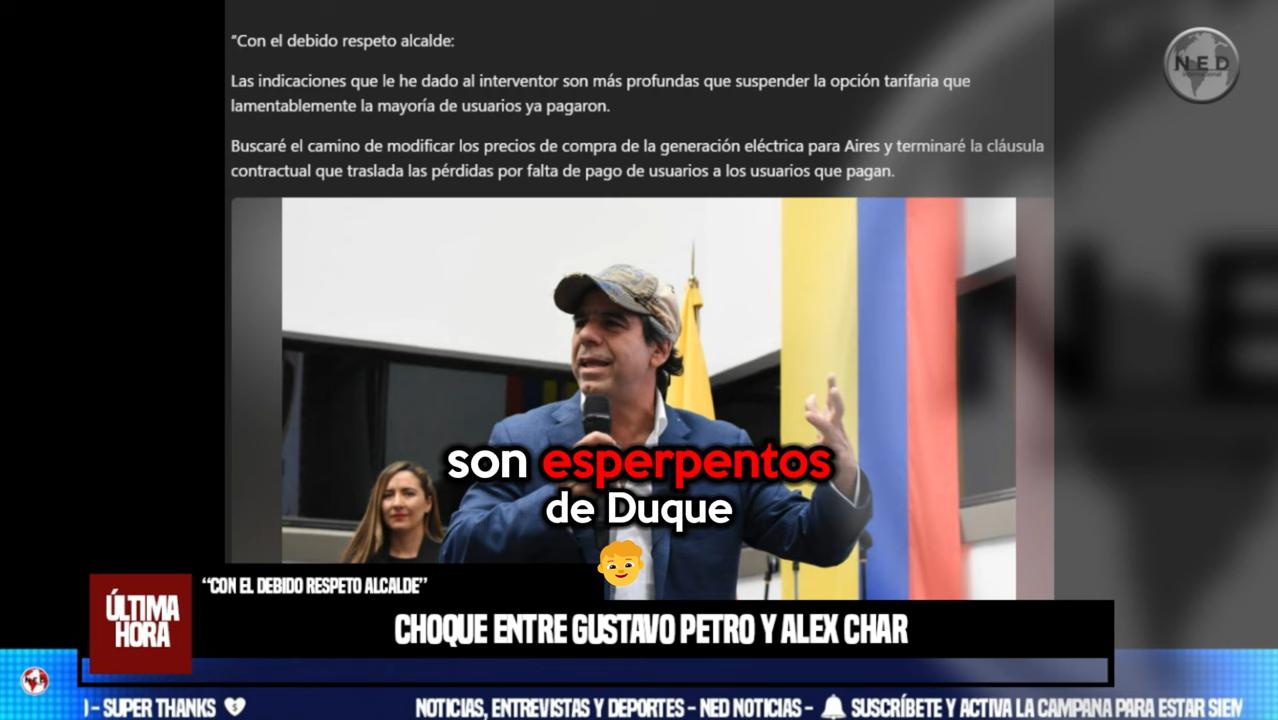 "Con el debido respeto alcalde:
Las indicaciones que le he dado al interventor son más profundas que suspender la opción tarifaria que
lamentablemente la mayoría de usuarios ya pagaron.
Buscaré el camino de modificar los precios de compra de la generación eléctrica para Aires y terminaré la cláusula
contractual que traslada las pérdidas por falta de pago de usuarios a los usuarios que pagan.
NED
son esperpentos
de Duque
ÚLTIMA
HORA
“CON EL DEBIDO RESPETO ALCALDE”
CHOQUE ENTRE GUSTAVO PETRO Y ALEX CHAR
) - SUPER THANKS
NOTICIAS, ENTREVISTAS Y DEPORTES - NED NOTICIAS - SUSCRÍBETE Y ACTIVA LA CAMPANA PARA ESTAR SIEM